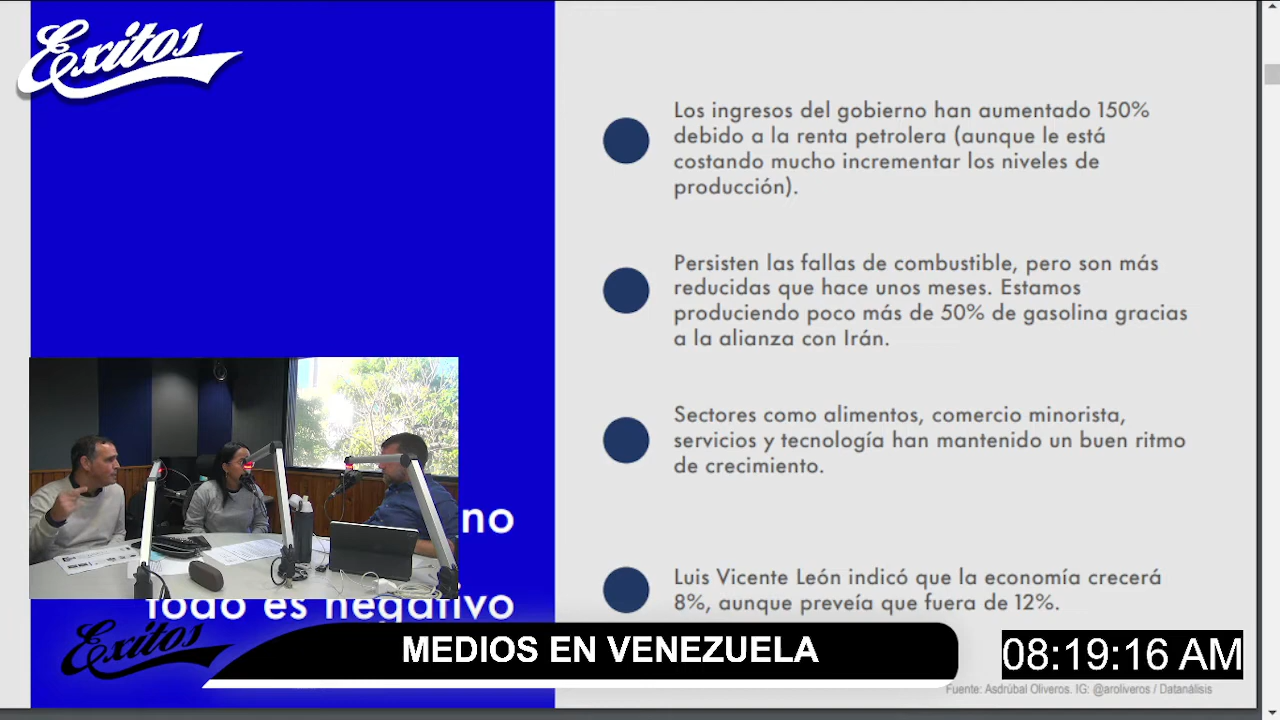 Exitos
Los ingresos del gobierno han aumentado 150%
debido a la renta petrolera (aunque le está
costando mucho incrementar los niveles de
producción).
Persisten las fallas de combustible, pero son más
reducidas que hace unos meses. Estamos
produciendo poco más de 50% de gasolina gracias
a la alianza con Irán.
Sectores como alimentos, comercio minorista,
servicios y tecnología han mantenido un buen ritmo
de crecimiento.
Luis Vicente León indicó que la economía crecerá
8%, aunque preveía que fuera de 12%.
no
todo es negativo
Exitos
MEDIOS EN VENEZUELA
08:19:16 AM
Fuente: Asdrúbal Oliveros. IG: @aroliveros / Datanálisis